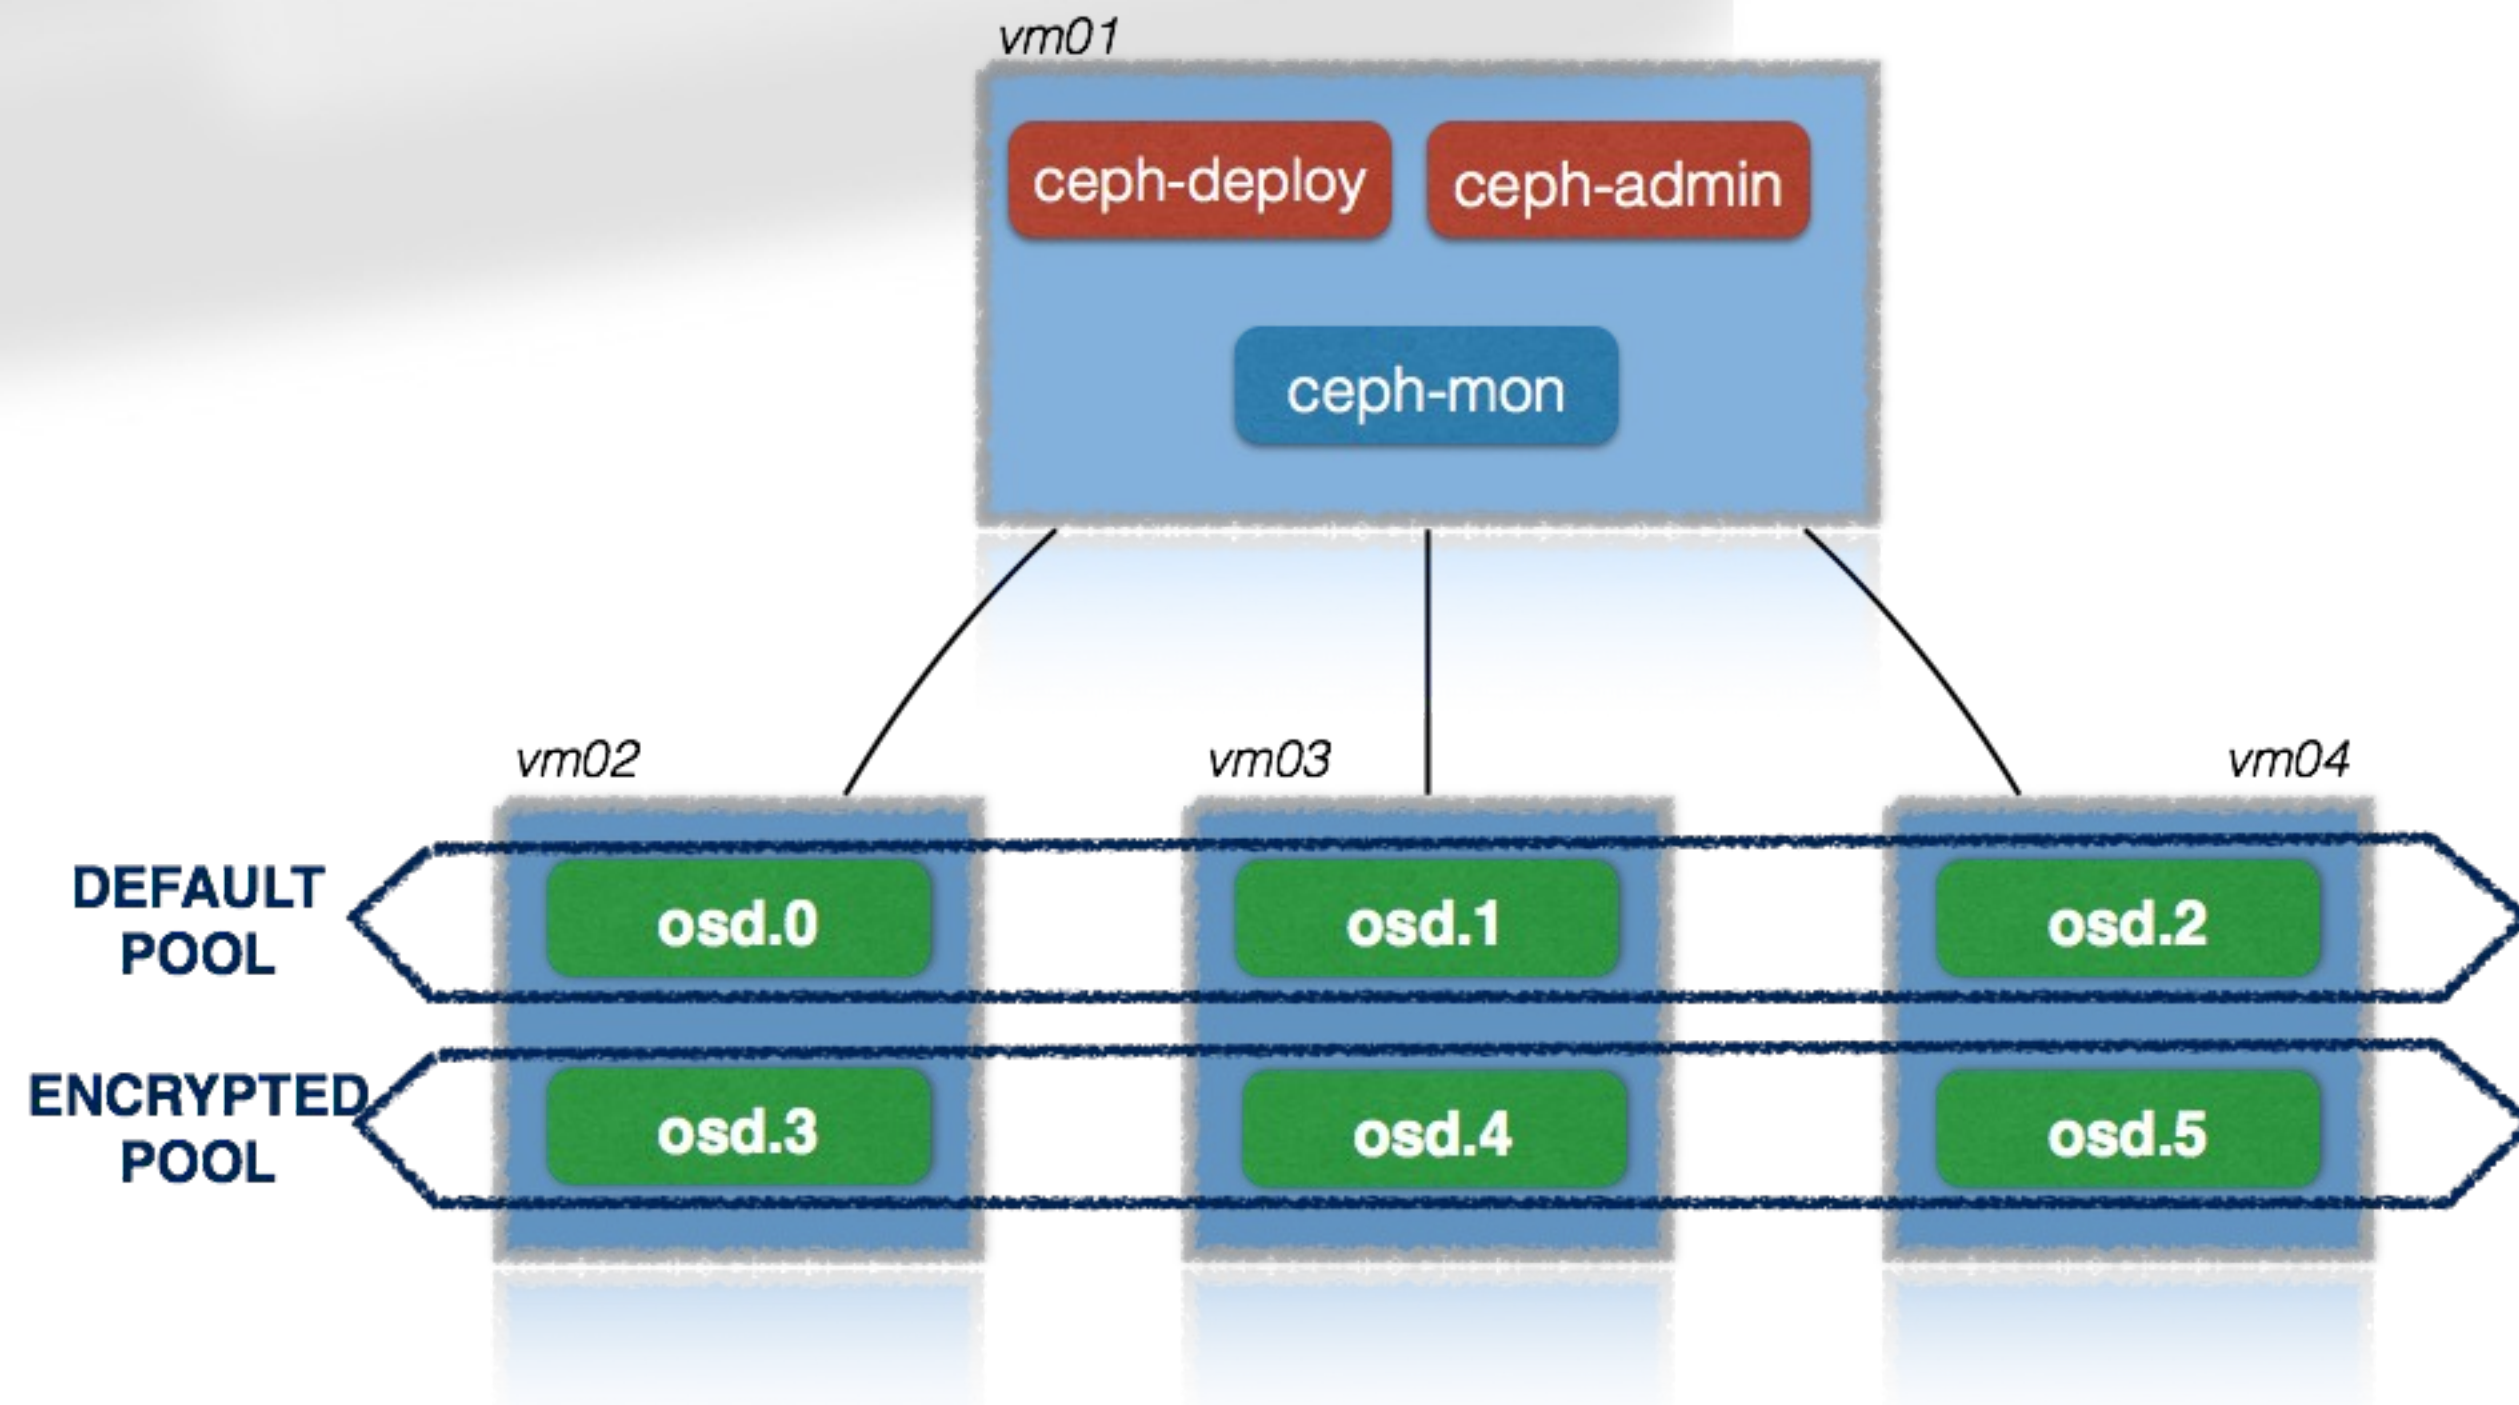 vm01
ceph-deploy
ceph-admin
ceph-mon
vm02
vm03
vm04
DEFAULT
POOL
osd.0
osd.1
osd.2
ENCRYPTED
POOL
osd.3
osd.4
osd.5